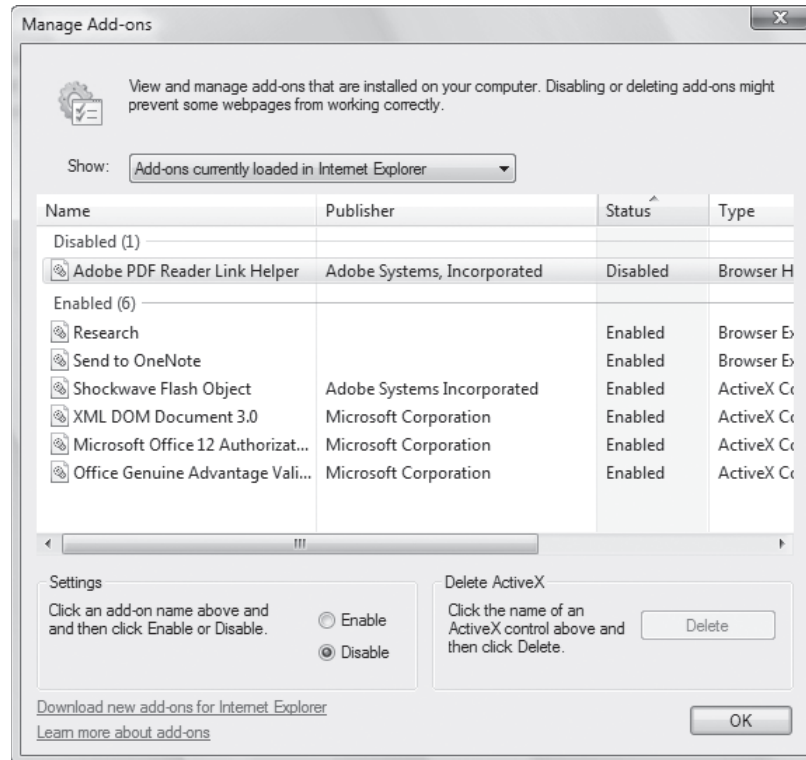 Manage Add-ons
View and manage add-ons that are installed on your computer. Disabling or deleting add-ons might
prevent some webpages from working correctly.
Show: Add-ons currently loaded in Internet Explorer
Name Publisher Status Type
Disabled (1)
Adobe PDF Reader Link Helper Adobe Systems, Incorporated Disabled Browser H
Enabled (6)
Research Enabled Browser Ex
Send to OneNote Enabled Browser Ex
Shockwave Flash Object Adobe Systems Incorporated Enabled ActiveX Co
XML DOM Document 3.0 Microsoft Corporation Enabled ActiveX Co
Microsoft Office 12 Authorizat... Microsoft Corporation Enabled ActiveX Co
Office Genuine Advantage Vali... Microsoft Corporation Enabled ActiveX Co
Settings
Click an add-on name above and
and then click Enable or Disable.
Enable
Disable
Delete ActiveX
Click the name of an
ActiveX control above and
then click Delete.
Delete
Download new add-ons for Internet Explorer
Learn more about add-ons
OK